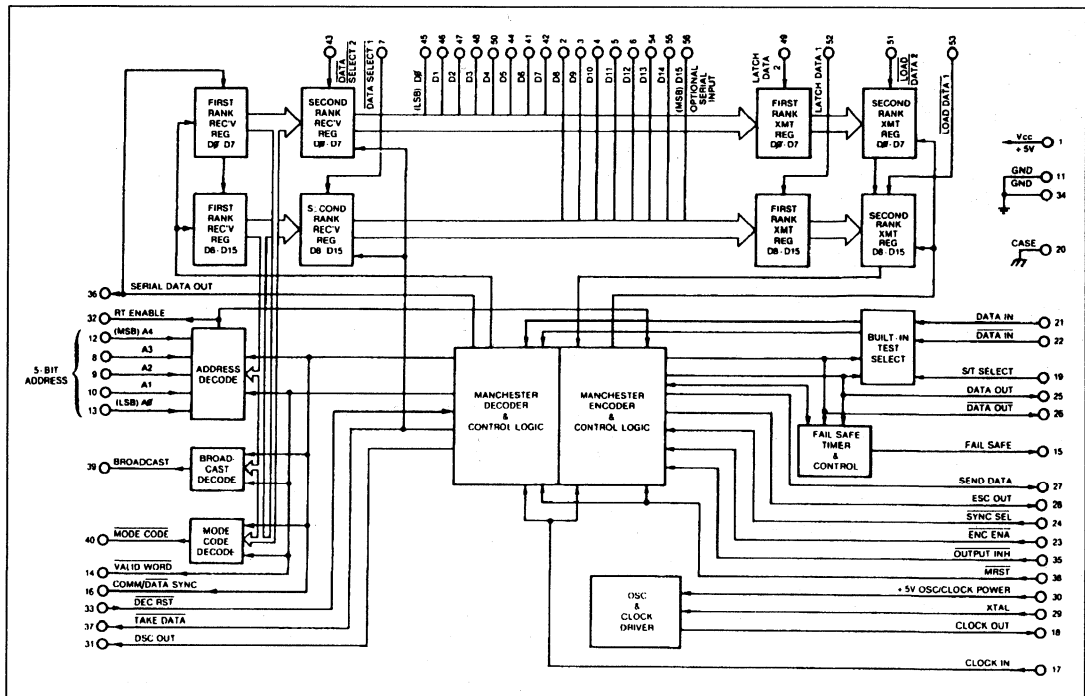 43
DATA
SELECT 2
7
DATA SELECT 1
45
(LSB) DØ
46
D1
47
D2
48
D3
50
D4
44
D5
41
D6
42
D7
2
D8
3
D9
4
D10
5
D11
6
D12
54
D13
55
D14
56
(MSB) D15
OPTIONAL
SERIAL
INPUT
49
LATCH
DATA
2
52
LATCH DATA 1
51
LOAD
DATA 2
53
LOAD DATA 1
FIRST
RANK
REC'V
REG
DØ-D7
SECOND
RANK
REC'V
REG
DØ-D7
FIRST
RANK
XMT
REG
DØ-D7
SECOND
RANK
XMT
REG
DØ-D7
Vcc
+5V
1
GND
11
GND
34
FIRST
RANK
REC'V
REG
D8-D15
S:COND
RANK
REC'V
REG
D8-D15
FIRST
RANK
XMT
REG
D8-D15
SECOND
RANK
XMT
REG
D8-D15
CASE
20
36 SERIAL DATA OUT
32 RT ENABLE
5-BIT
ADDRESS
12 (MSB) A4
8 A3
9 A2
10 A1
13 (LSB) AØ
ADDRESS
DECODE
39 BROADCAST
BROAD-
CAST
DECODE
40 MODE CODE
MODE
CODE
DECODE
14 VALID WORD
16 COMM/DATA SYNC
33 DEC RST
37 TAKE DATA
31 DSC OUT
MANCHESTER
DECODER
&
CONTROL LOGIC
MANCHESTER
ENCODER
&
CONTROL LOGIC
BUILT-IN
TEST
SELECT
FAIL SAFE
TIMER
&
CONTROL
OSC
&
CLOCK
DRIVER
DATA IN 21
DATA IN 22
S/T SELECT 19
DATA OUT 25
DATA OUT 26
FAIL SAFE 15
SEND DATA 27
ESC OUT 28
SYNC SEL 24
ENC ENA 23
OUTPUT INH 35
MRST 38
+5V OSC/CLOCK POWER 30
XTAL 29
CLOCK OUT 18
CLOCK IN 17